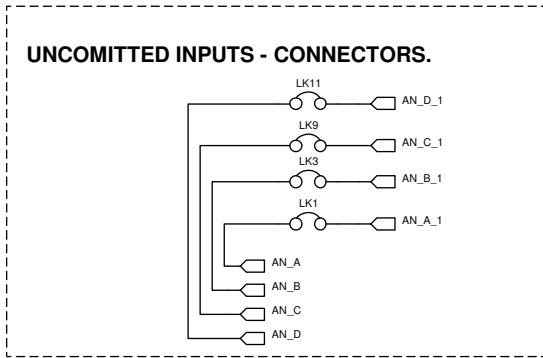 UNCOMITTED INPUTS - CONNECTORS.
LK11
AN_D_1
LK9
AN_C_1
LK3
AN_B_1
LK1
AN_A_1
AN_A
AN_B
AN_C
AN_D